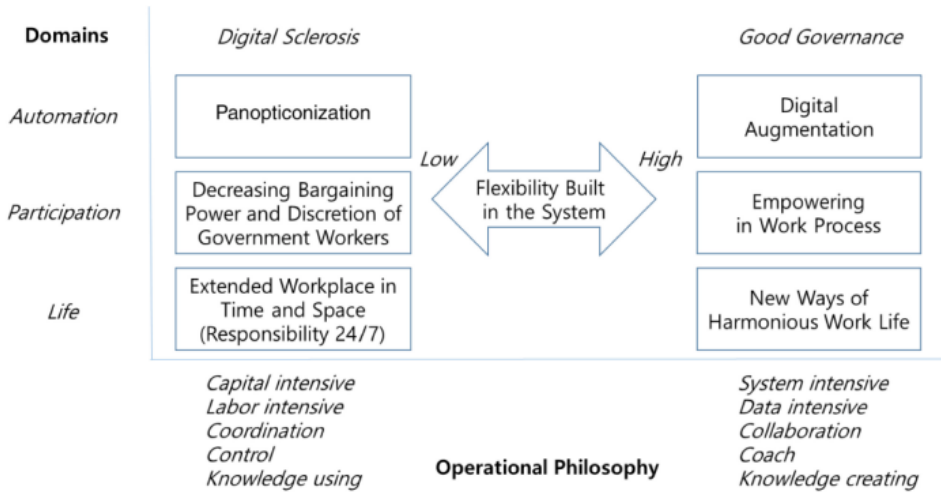 Domains
Digital Sclerosis
Good Governance
Automation
Panopticonization
Digital
Augmentation
Low
High
Participation
Decreasing Bargaining
Power and Discretion of
Government Workers
Flexibility Built
in the System
Empowering
in Work Process
Life
Extended Workplace in
Time and Space
(Responsibility 24/7)
New Ways of
Harmonious Work Life
Capital intensive
Labor intensive
Coordination
Control
Knowledge using
Operational Philosophy
System intensive
Data intensive
Collaboration
Coach
Knowledge creating